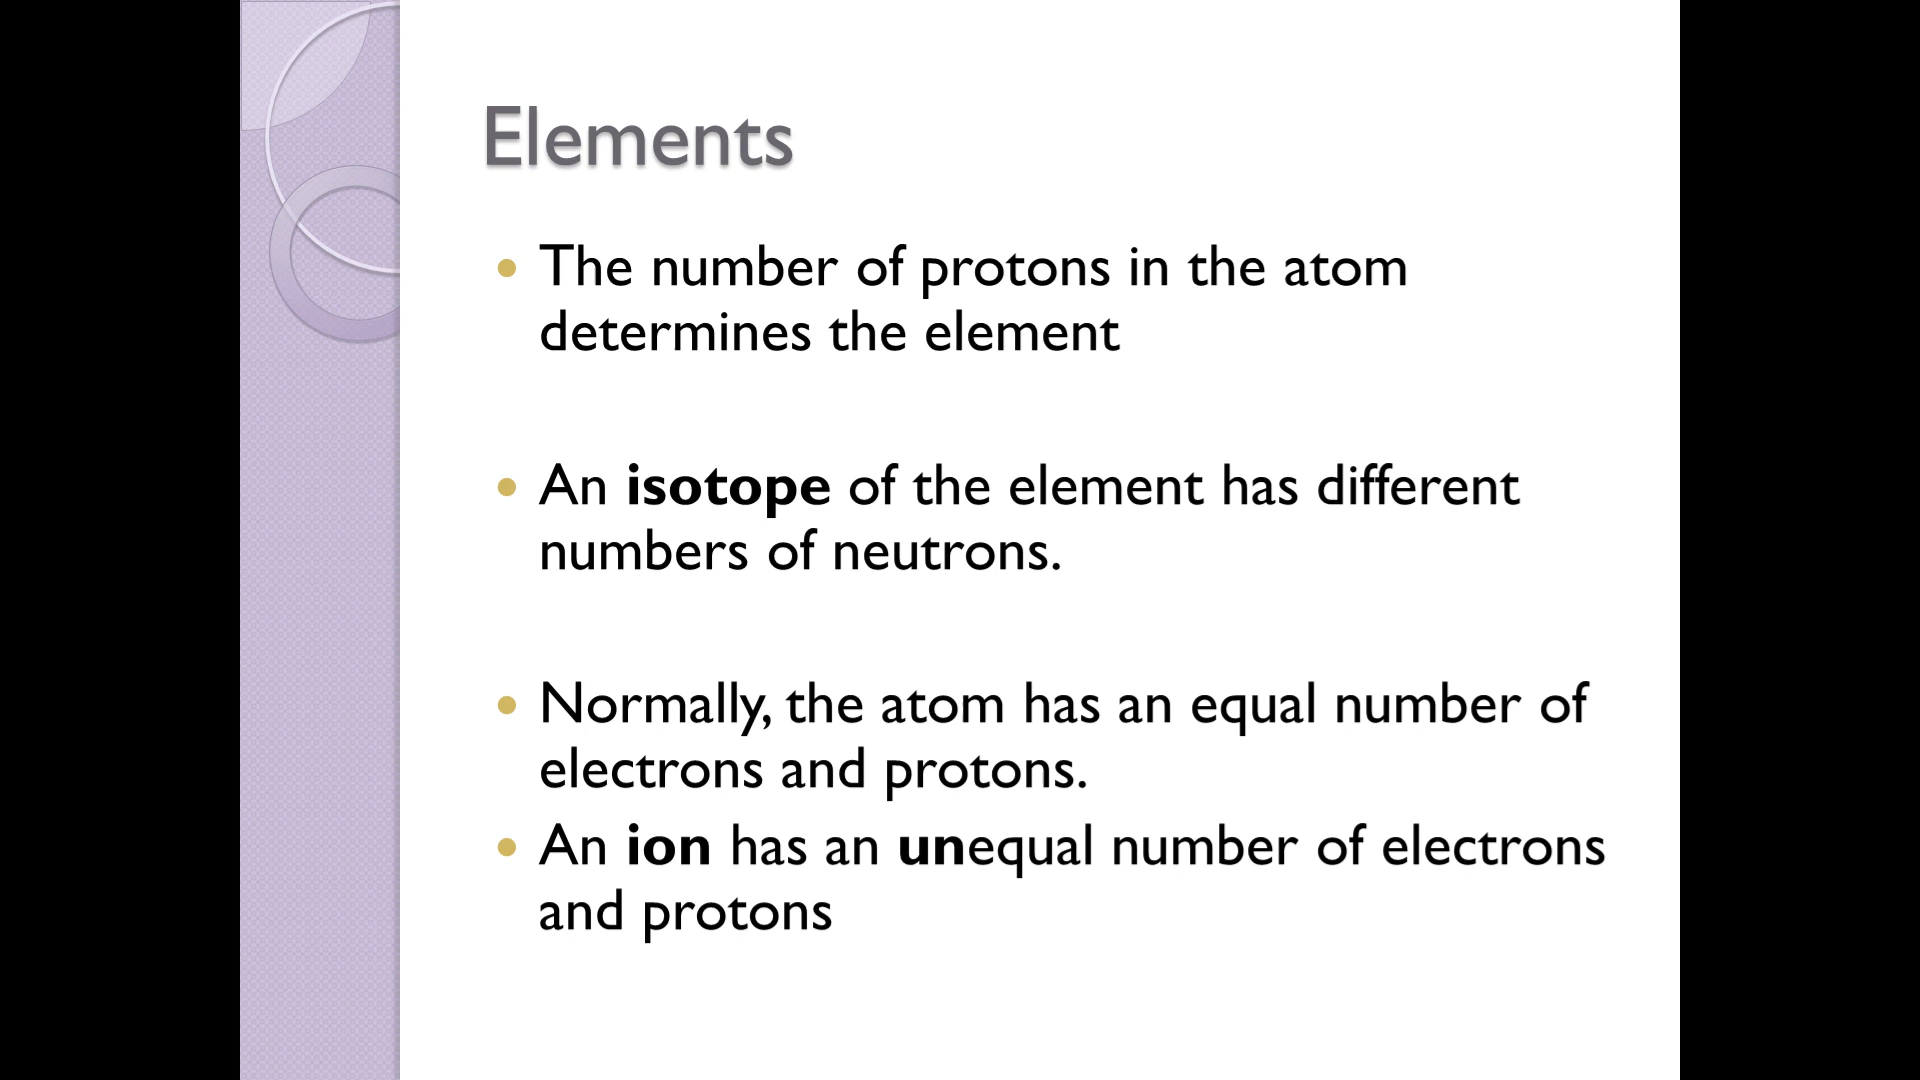 Elements
• The number of protons in the atom
determines the element
• An isotope of the element has different
numbers of neutrons.
• Normally, the atom has an equal number of
electrons and protons.
• An ion has an unequal number of electrons
and protons